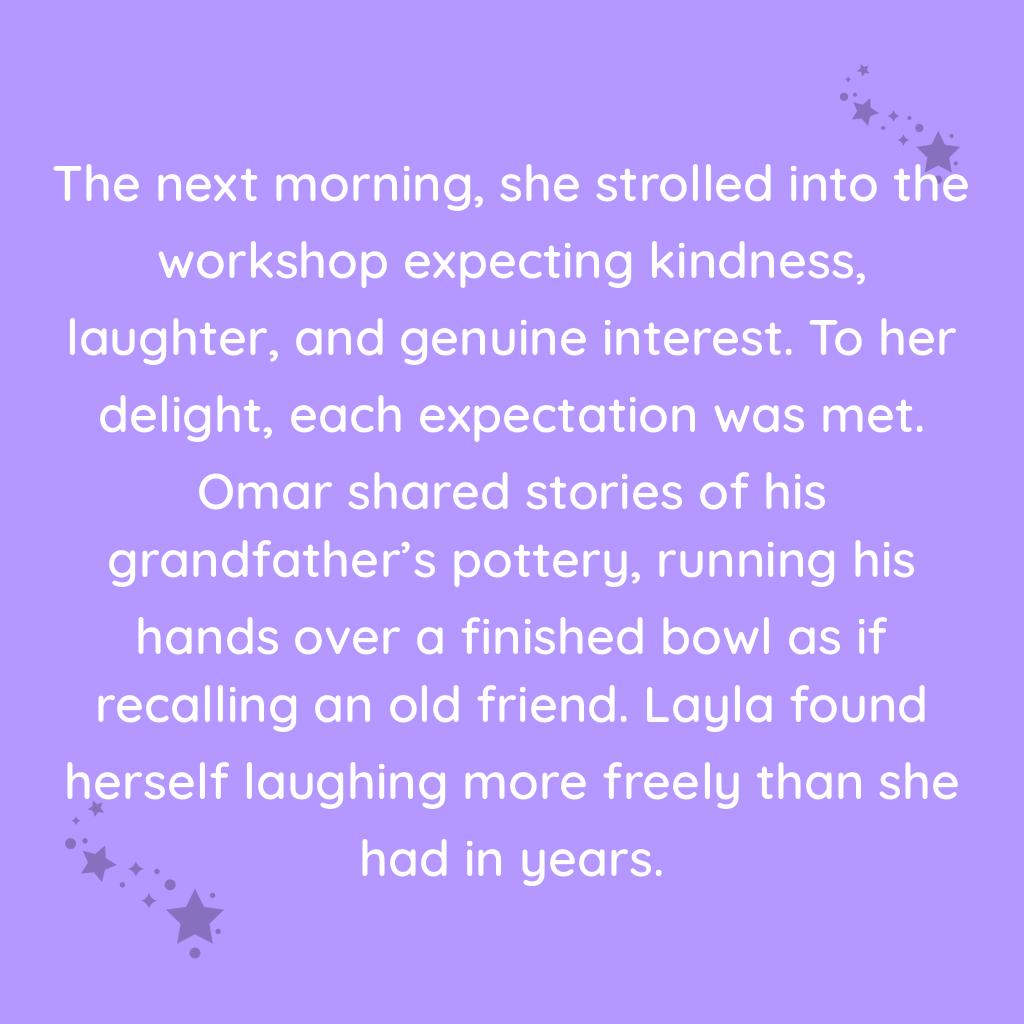 The next morning, she strolled into the
workshop expecting kindness,
laughter, and genuine interest. To her
delight, each expectation was met.
Omar shared stories of his
grandfather’s pottery, running his
hands over a finished bowl as if
recalling an old friend. Layla found
herself laughing more freely than she
had in years.